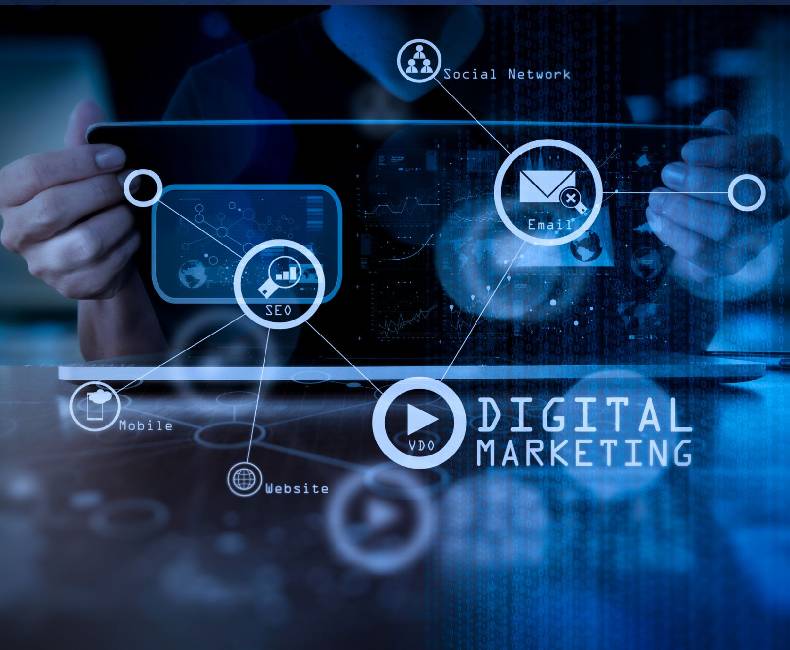 Social Network
Email
SEO
Mobile
VDO
DIGITAL
MARKETING
Website